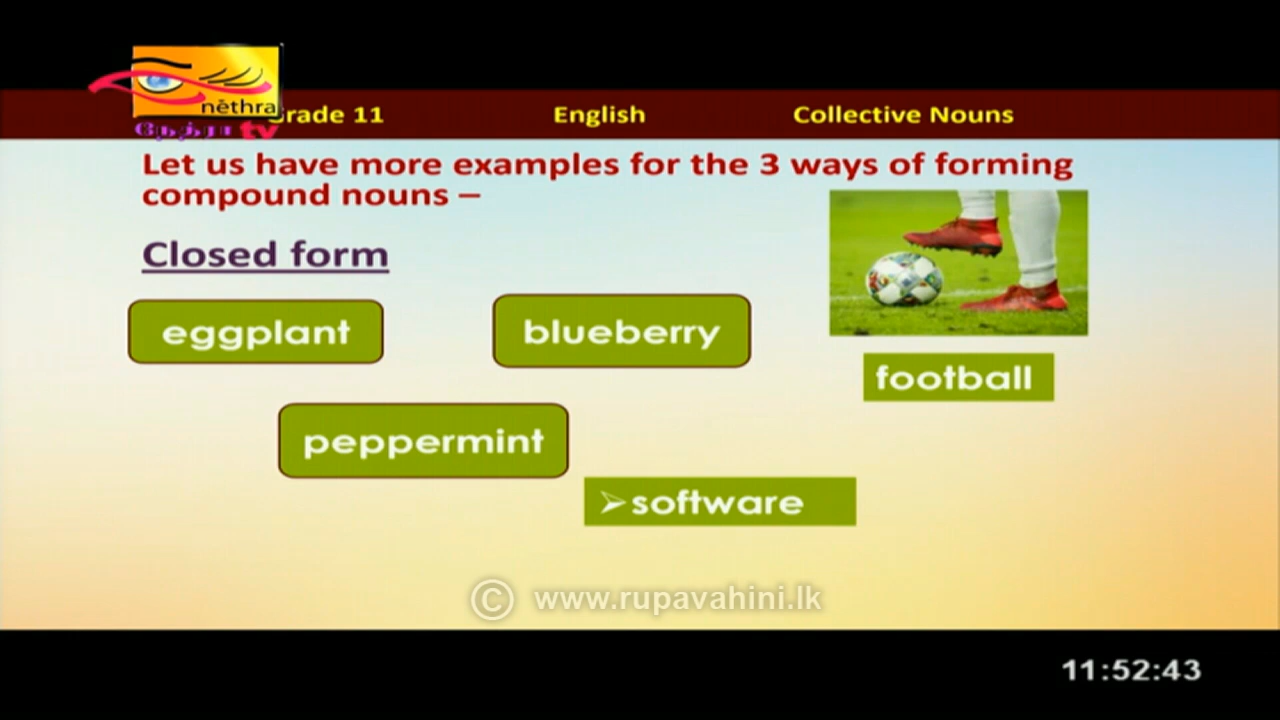 nēthra
நேத்ரா tv
Grade 11 English Collective Nouns
Let us have more examples for the 3 ways of forming
compound nouns –
Closed form
eggplant
blueberry
football
peppermint
➢software
© www.rupavahini.lk
11:52:43